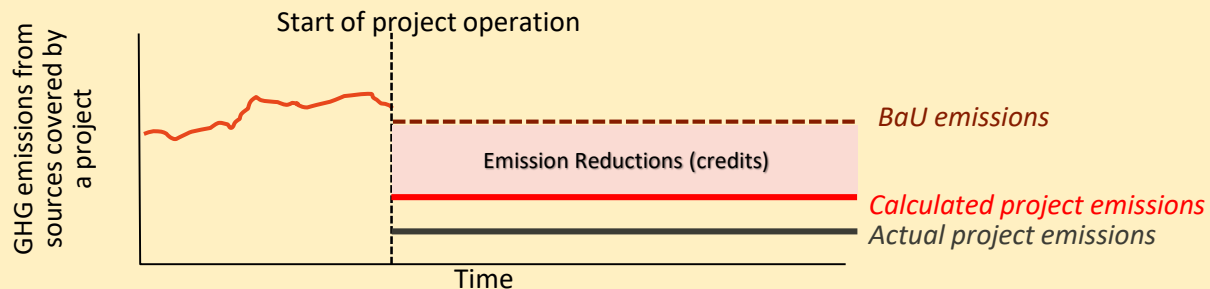 Start of project operation
GHG emissions from
sources covered by
a project
BaU emissions
Emission Reductions (credits)
Calculated project emissions
Actual project emissions
Time